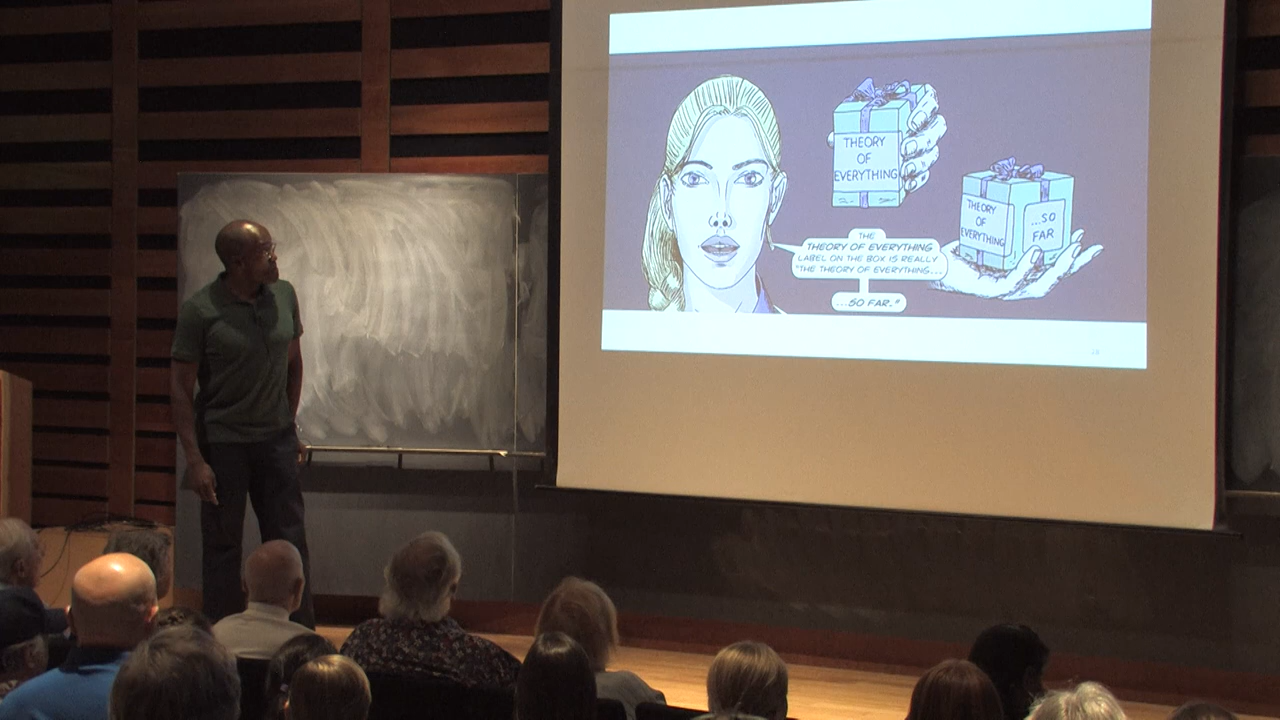 THEORY
OF
EVERYTHING
THEORY
OF
EVERYTHING
...SO
FAR
THE
THEORY OF EVERYTHING
LABEL ON THE BOX IS REALLY
"THE THEORY OF EVERYTHING...
...SO FAR."